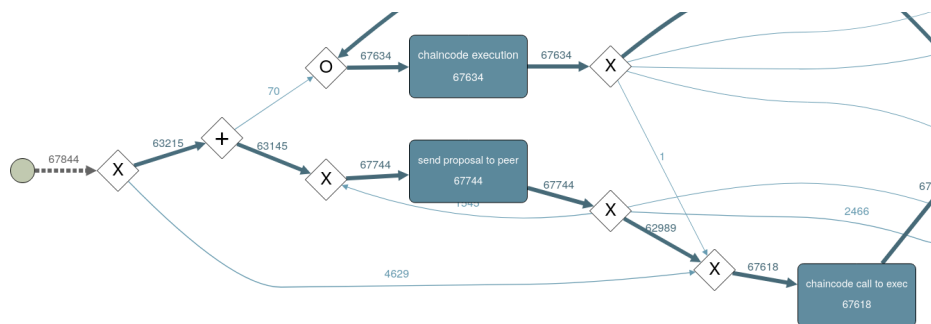 chaincode execution
67634
67634
67634
O
X
70
67844
63215
+
63145
X
X
67744
send proposal to peer
67744
67744
X
1345
62989
1
2466
67
X
67618
chaincode call to exec
67618
4629